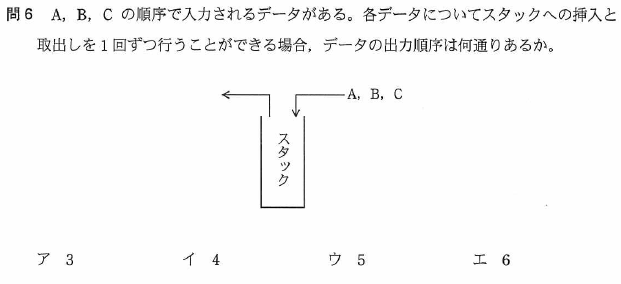 問6 A, B, C の順序で入力されるデータがある。各データについてスタックへの挿入と
取出しを1回ずつ行うことができる場合, データの出力順序は何通りあるか。
A, B, C
スタック
ア 3 イ 4 ウ 5 エ 6